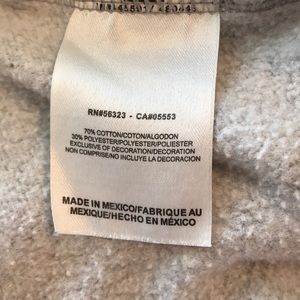 RN#56323 - CA#05553
70% COTTON/COTON/ALGODON
30% POLYESTER/POLYESTER/POLIESTER
EXCLUSIVE OF DECORATION/DECORATION
NON COMPRISE/NO INCLUYE LA DECORACION
MADE IN MEXICO/FABRIQUE AU
MEXIQUE/HECHO EN MÉXICO